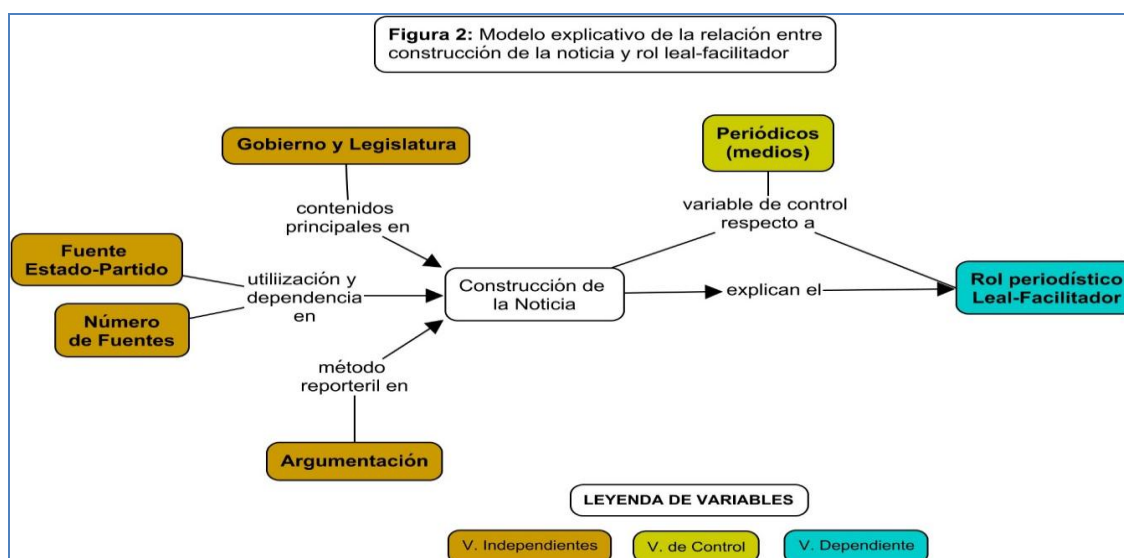 Figura 2: Modelo explicativo de la relación entre
construcción de la noticia y rol leal-facilitador
Gobierno y Legislatura
Periódicos
(medios)
contenidos
principales en
variable de control
respecto a
Fuente
Estado-Partido
utiliización y
dependencia
en
Número
de Fuentes
Construcción de
la Noticia
explican el
Rol periodístico
Leal-Facilitador
método
reporteril en
Argumentación
LEYENDA DE VARIABLES
V. Independientes
V. de Control
V. Dependiente